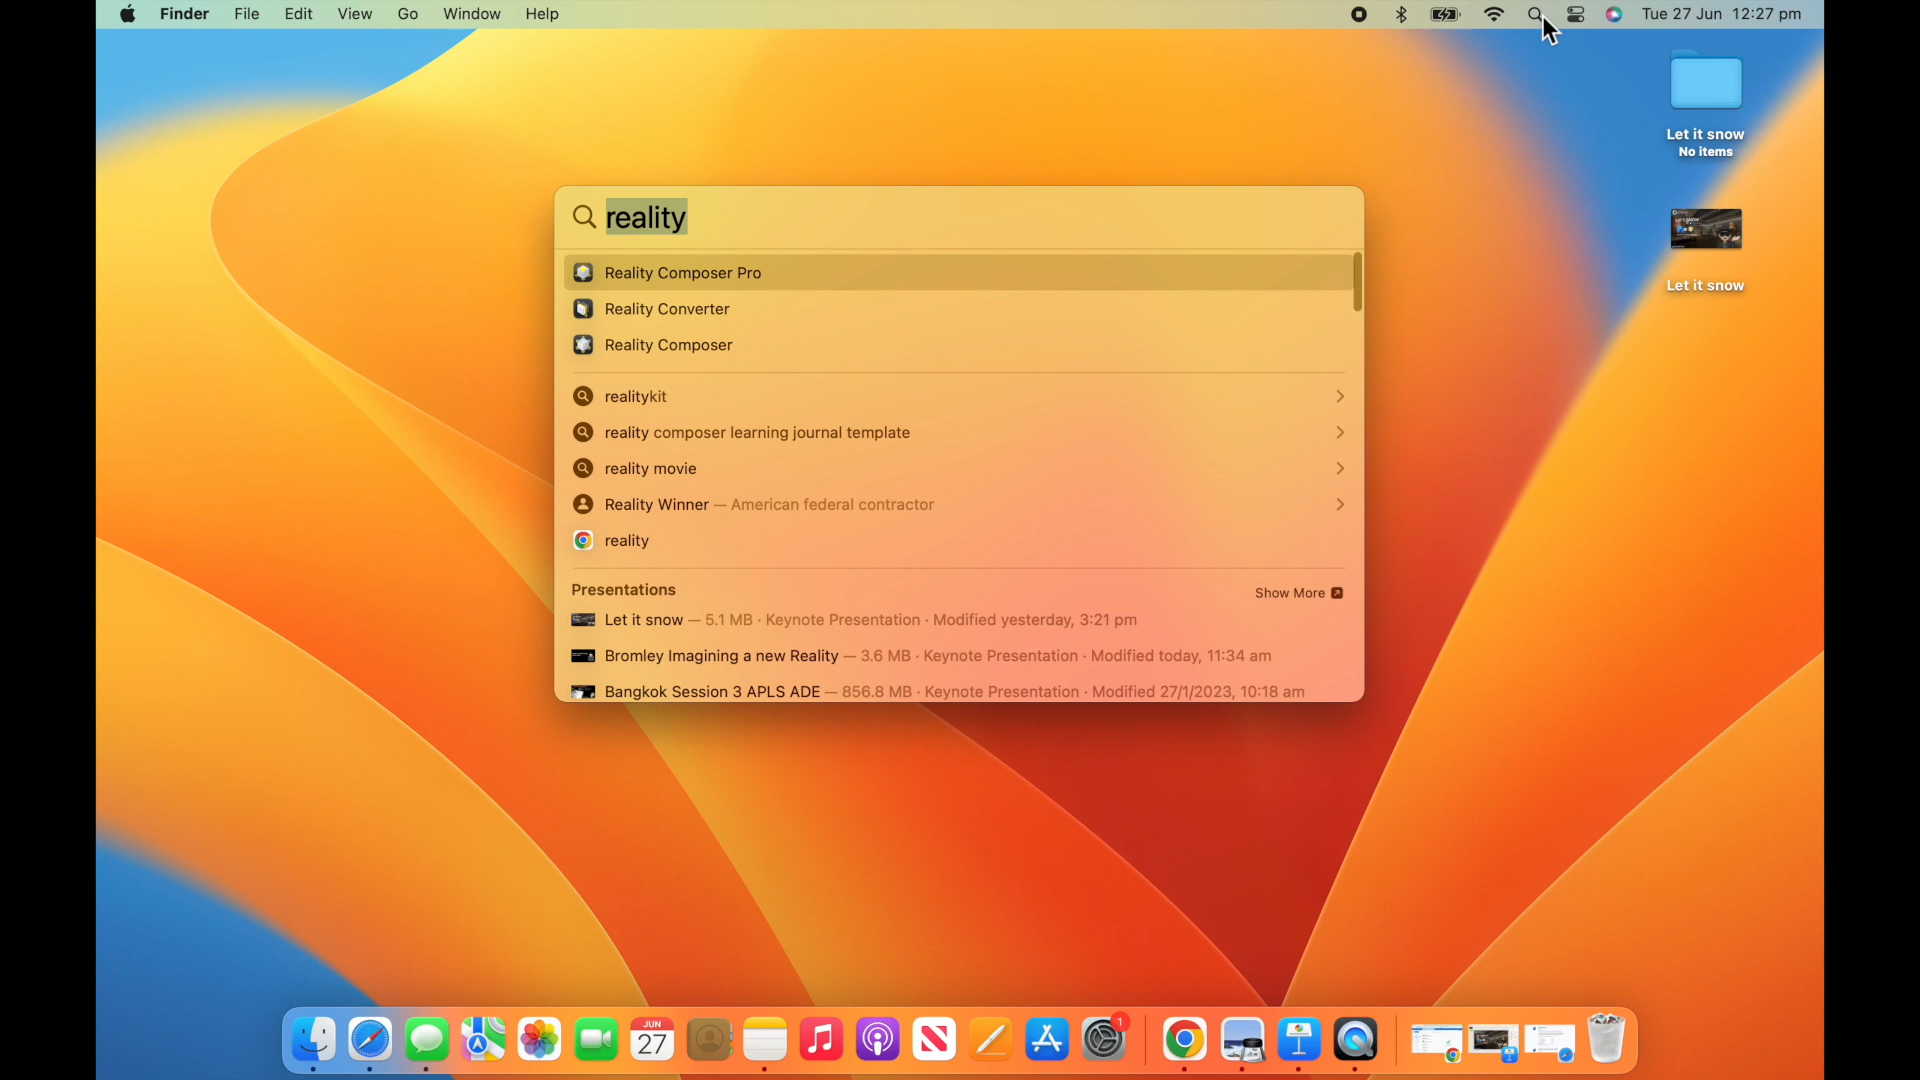 Finder File Edit View Go Window Help Tue 27 Jun 12:27 pm
Let it snow
No items
Let it snow
reality
Reality Composer Pro
Reality Converter
Reality Composer
realitykit
reality composer learning journal template
reality movie
Reality Winner — American federal contractor
reality
Presentations Show More
Let it snow — 5.1 MB · Keynote Presentation · Modified yesterday, 3:21 pm
Bromley Imagining a new Reality — 3.6 MB · Keynote Presentation · Modified today, 11:34 am
Bangkok Session 3 APLS ADE — 856.8 MB · Keynote Presentation · Modified 27/1/2023, 10:18 am
JUN
27
1